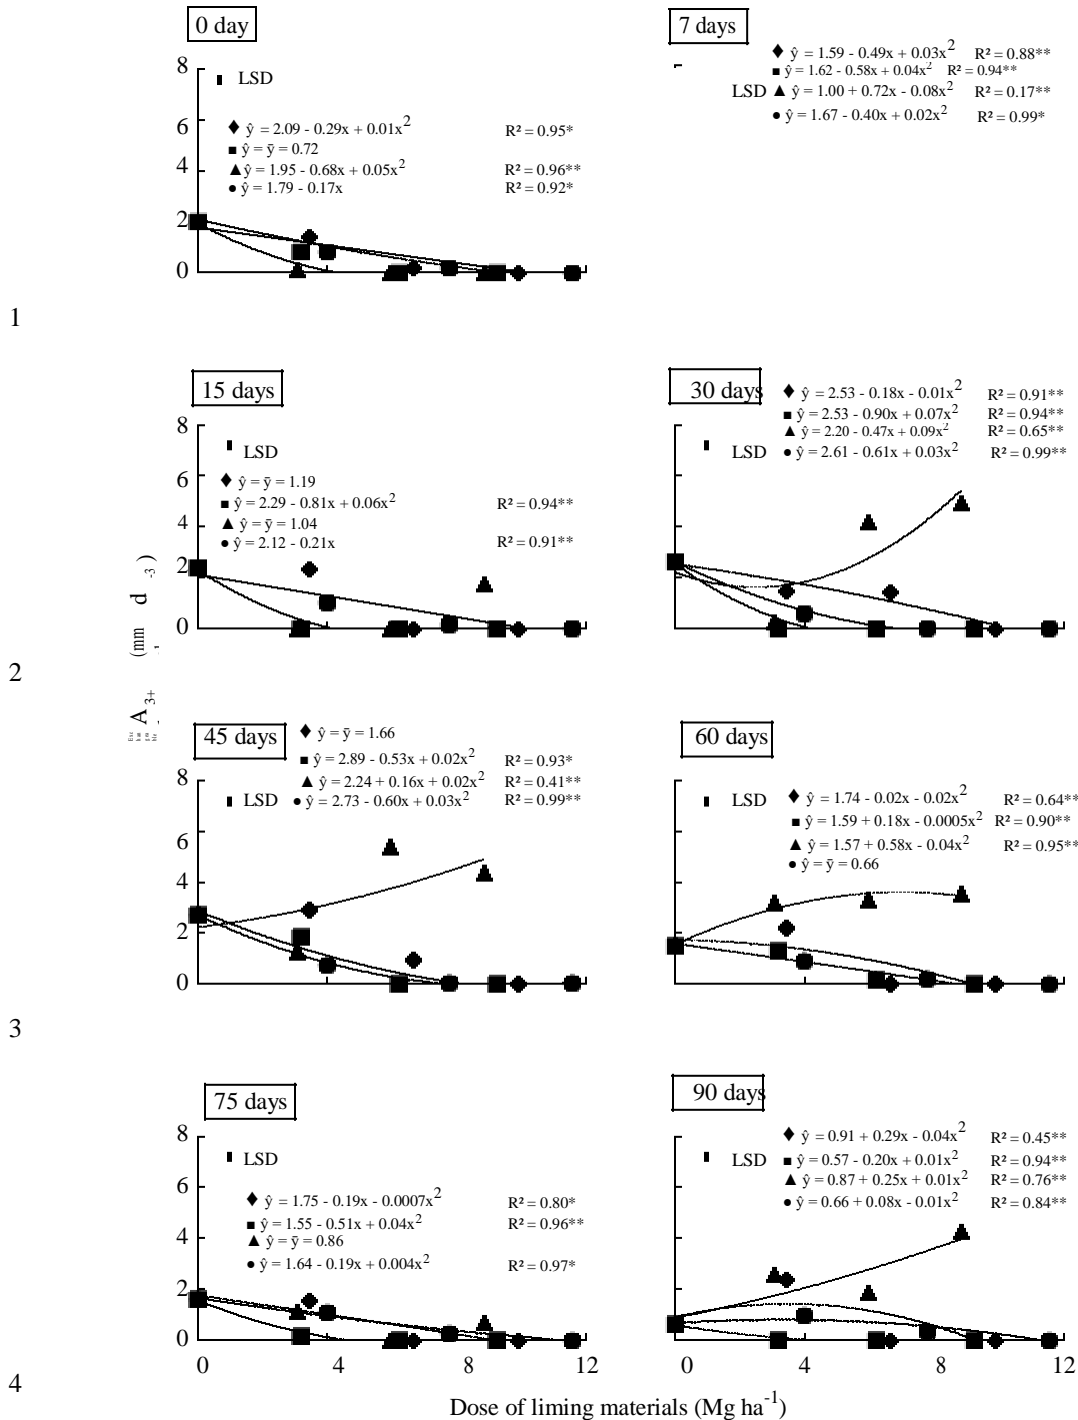 0 day
8
LSD
6
♦ ŷ = 2.09 - 0.29x + 0.01x² R² = 0.95*
■ ŷ = ȳ = 0.72
4
▲ ŷ = 1.95 - 0.68x + 0.05x² R² = 0.96**
● ŷ = 1.79 - 0.17x R² = 0.92*
2
0
1
7 days
♦ ŷ = 1.59 - 0.49x + 0.03x² R² = 0.88**
■ ŷ = 1.62 - 0.58x + 0.04x² R² = 0.94**
LSD ▲ ŷ = 1.00 + 0.72x - 0.08x² R² = 0.17**
● ŷ = 1.67 - 0.40x + 0.02x² R² = 0.99*
15 days
8
LSD
6
♦ ŷ = ȳ = 1.19
■ ŷ = 2.29 - 0.81x + 0.06x² R² = 0.94**
4
▲ ŷ = ȳ = 1.04
● ŷ = 2.12 - 0.21x R² = 0.91**
2
0
2
30 days
♦ ŷ = 2.53 - 0.18x - 0.01x² R² = 0.91**
■ ŷ = 2.53 - 0.90x + 0.07x² R² = 0.94**
▲ ŷ = 2.20 - 0.47x + 0.09x² R² = 0.65**
LSD ● ŷ = 2.61 - 0.61x + 0.03x² R² = 0.99**
A 3+ (mm d -3)
45 days
♦ ŷ = ȳ = 1.66
■ ŷ = 2.89 - 0.53x + 0.02x² R² = 0.93*
8
▲ ŷ = 2.24 + 0.16x + 0.02x² R² = 0.41**
LSD ● ŷ = 2.73 - 0.60x + 0.03x² R² = 0.99**
6
4
2
0
3
60 days
LSD ♦ ŷ = 1.74 - 0.02x - 0.02x² R² = 0.64**
■ ŷ = 1.59 + 0.18x - 0.0005x² R² = 0.90**
▲ ŷ = 1.57 + 0.58x - 0.04x² R² = 0.95**
● ŷ = ȳ = 0.66
75 days
8
LSD
6
♦ ŷ = 1.75 - 0.19x - 0.0007x² R² = 0.80*
■ ŷ = 1.55 - 0.51x + 0.04x² R² = 0.96**
4
▲ ŷ = ȳ = 0.86
● ŷ = 1.64 - 0.19x + 0.004x² R² = 0.97*
2
0
0 4 8 12
90 days
♦ ŷ = 0.91 + 0.29x - 0.04x² R² = 0.45**
LSD ■ ŷ = 0.57 - 0.20x + 0.01x² R² = 0.94**
▲ ŷ = 0.87 + 0.25x + 0.01x² R² = 0.76**
● ŷ = 0.66 + 0.08x - 0.01x² R² = 0.84**
0 4 8 12
4
Dose of liming materials (Mg ha⁻¹)